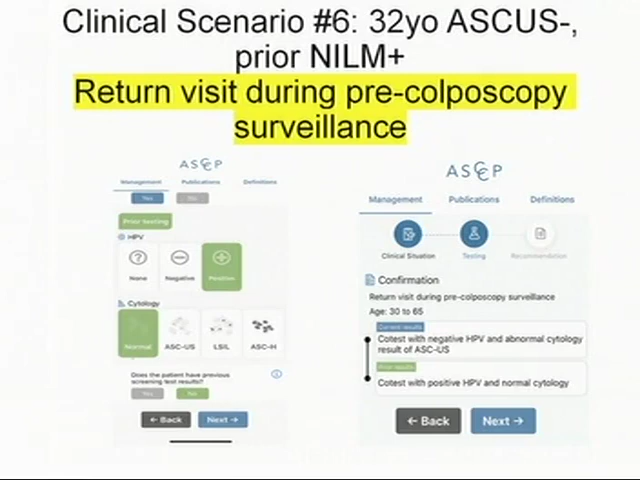 Clinical Scenario #6: 32yo ASCUS-,
prior NILM+
Return visit during pre-colposcopy
surveillance
ASCCP
Management Publications Definitions
Yes No
Prior testing
HPV
None Negative Positive
Cytology
Normal ASC-US LSIL ASC-H
Does the patient have previous
screening test results?
Yes No
← Back Next →
ASCCP
Management Publications Definitions
Clinical Situation Testing Recommendation
Confirmation
Return visit during pre-colposcopy surveillance
Age: 30 to 65
Current results
Cotest with negative HPV and abnormal cytology
result of ASC-US
Prior results
Cotest with positive HPV and normal cytology
← Back Next →